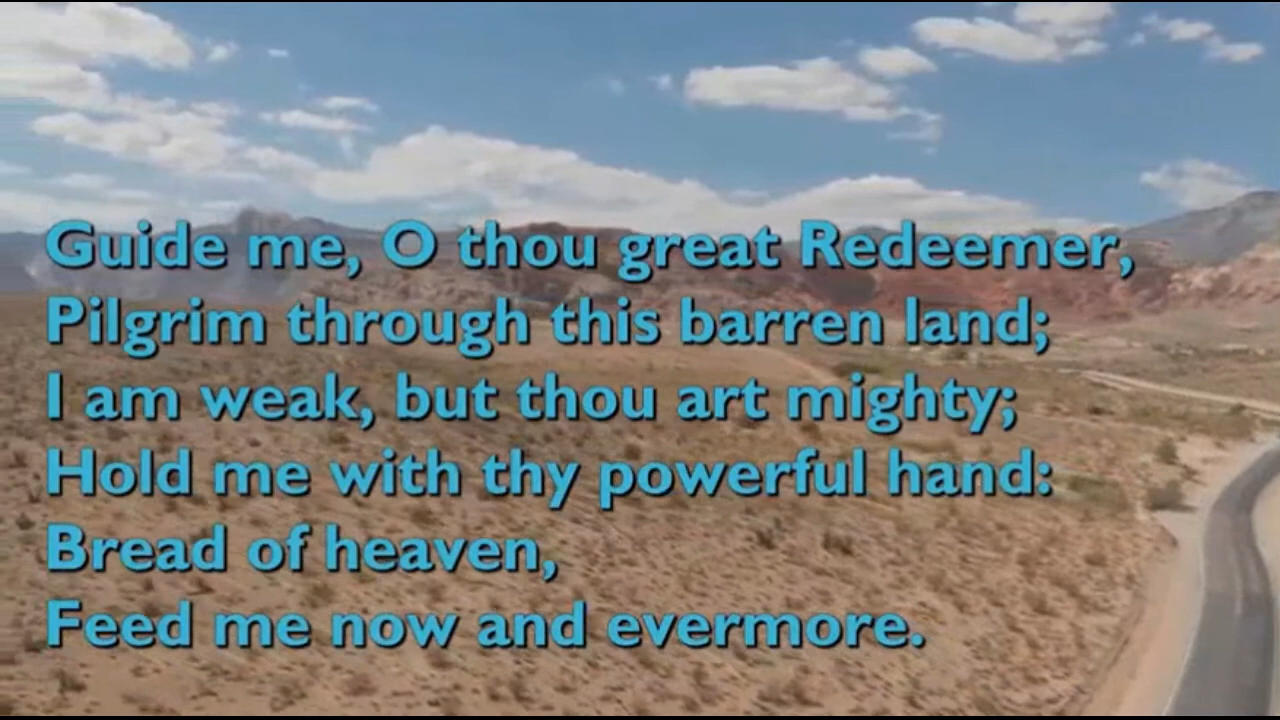 Guide me, O thou great Redeemer,
Pilgrim through this barren land;
I am weak, but thou art mighty;
Hold me with thy powerful hand:
Bread of heaven,
Feed me now and evermore.